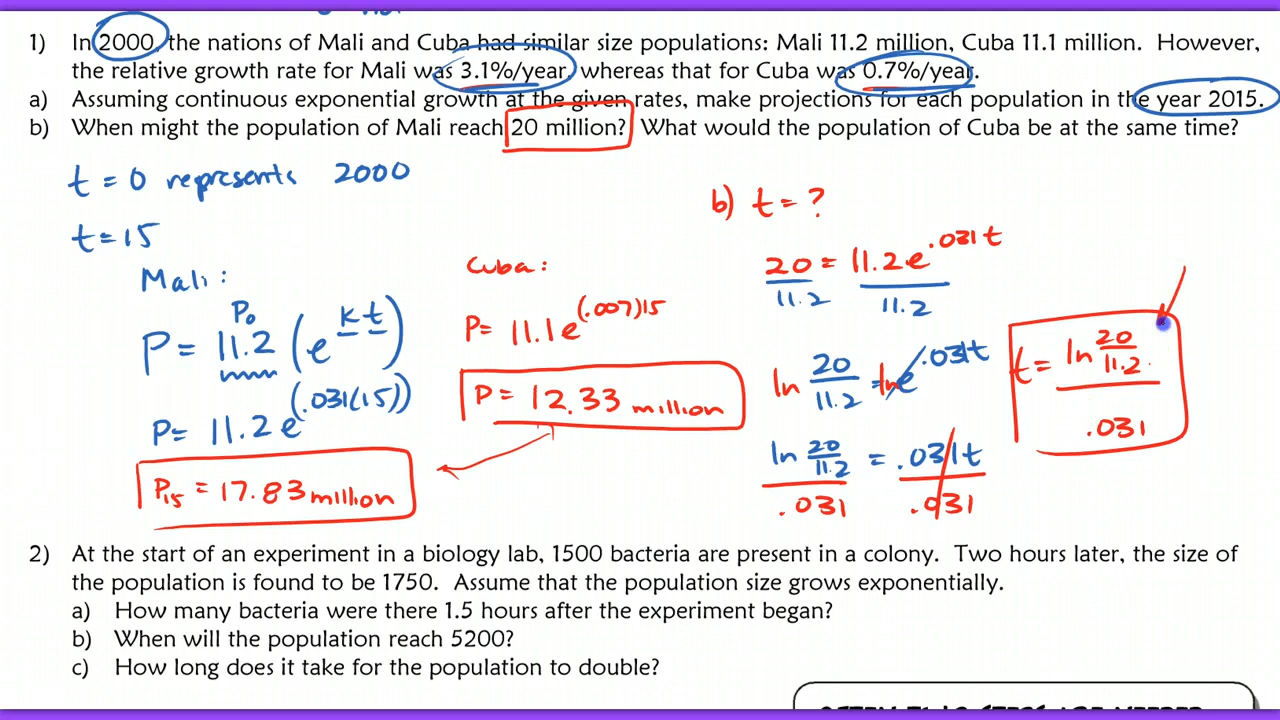 1) In 2000, the nations of Mali and Cuba had similar size populations: Mali 11.2 million, Cuba 11.1 million. However,
the relative growth rate for Mali was 3.1%/year, whereas that for Cuba was 0.7%/year.
a) Assuming continuous exponential growth at the given rates, make projections for each population in the year 2015.
b) When might the population of Mali reach 20 million? What would the population of Cuba be at the same time?
t = 0 represents 2000
t = 15
Mali:
P₀
P = 11.2 (e^{kt})
P = 11.2 e^{(.031(15))}
P₁₅ = 17.83 million
Cuba:
P = 11.1e^{(.007)15}
P = 12.33 million
b) t = ?
20 = 11.2e^{.031t}
11.2 11.2
ln 20/11.2 = ln e^{.031t}
ln 20/11.2 = .031t
.031 .031
t = ln 20/11.2
.031
2) At the start of an experiment in a biology lab, 1500 bacteria are present in a colony. Two hours later, the size of
the population is found to be 1750. Assume that the population size grows exponentially.
a) How many bacteria were there 1.5 hours after the experiment began?
b) When will the population reach 5200?
c) How long does it take for the population to double?